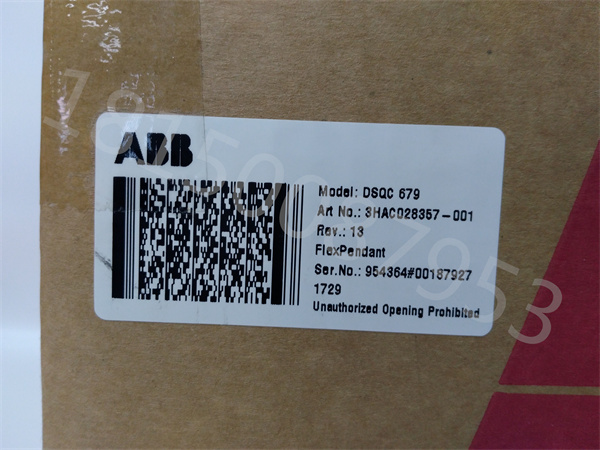 ABB
Model: DSQC 679
Art No.: 3HAC028357-001
Rev.: 13
FlexPendant
Ser.No.: 954364#00187927
1729
Unauthorized Opening Prohibited